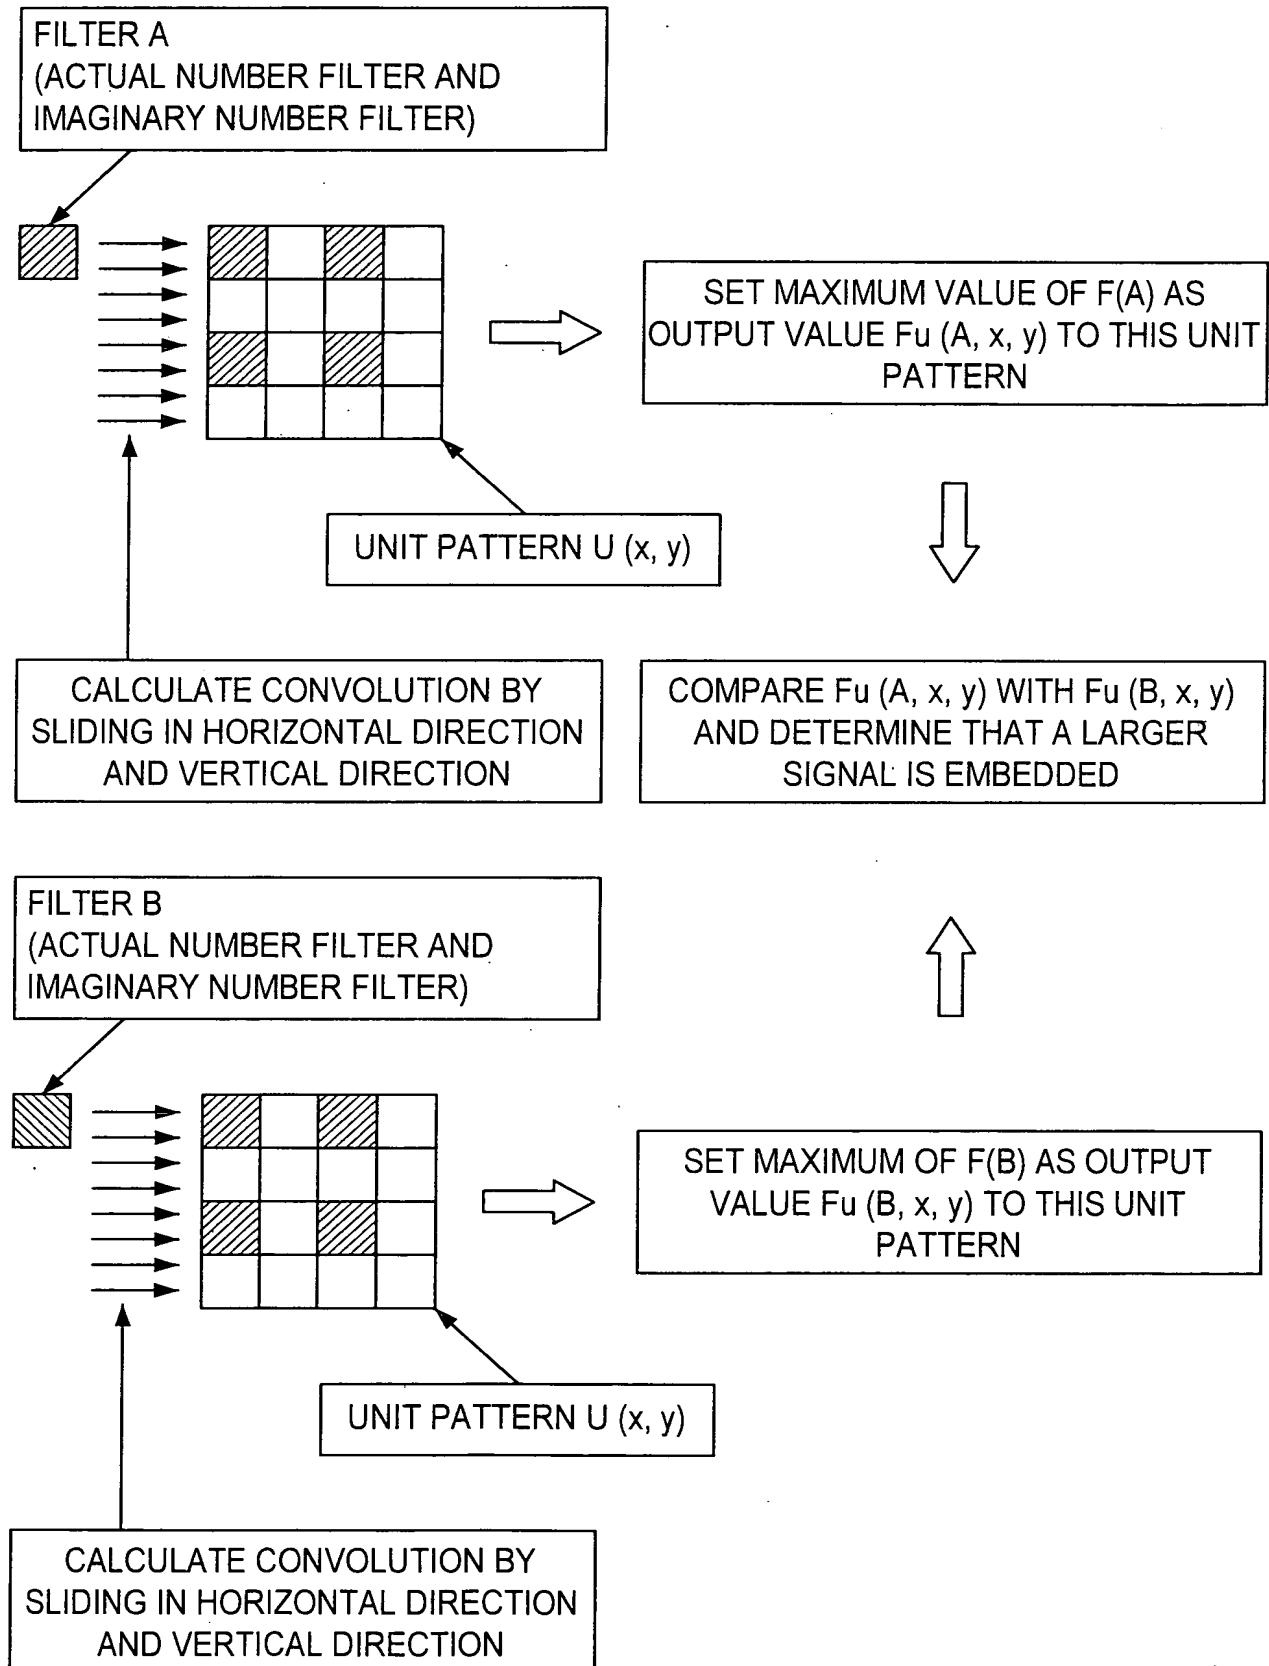 FILTER A
(ACTUAL NUMBER FILTER AND
IMAGINARY NUMBER FILTER)
SET MAXIMUM VALUE OF F(A) AS
OUTPUT VALUE Fu (A, x, y) TO THIS UNIT
PATTERN
UNIT PATTERN U (x, y)
CALCULATE CONVOLUTION BY
SLIDING IN HORIZONTAL DIRECTION
AND VERTICAL DIRECTION
COMPARE Fu (A, x, y) WITH Fu (B, x, y)
AND DETERMINE THAT A LARGER
SIGNAL IS EMBEDDED
FILTER B
(ACTUAL NUMBER FILTER AND
IMAGINARY NUMBER FILTER)
SET MAXIMUM OF F(B) AS OUTPUT
VALUE Fu (B, x, y) TO THIS UNIT
PATTERN
UNIT PATTERN U (x, y)
CALCULATE CONVOLUTION BY
SLIDING IN HORIZONTAL DIRECTION
AND VERTICAL DIRECTION